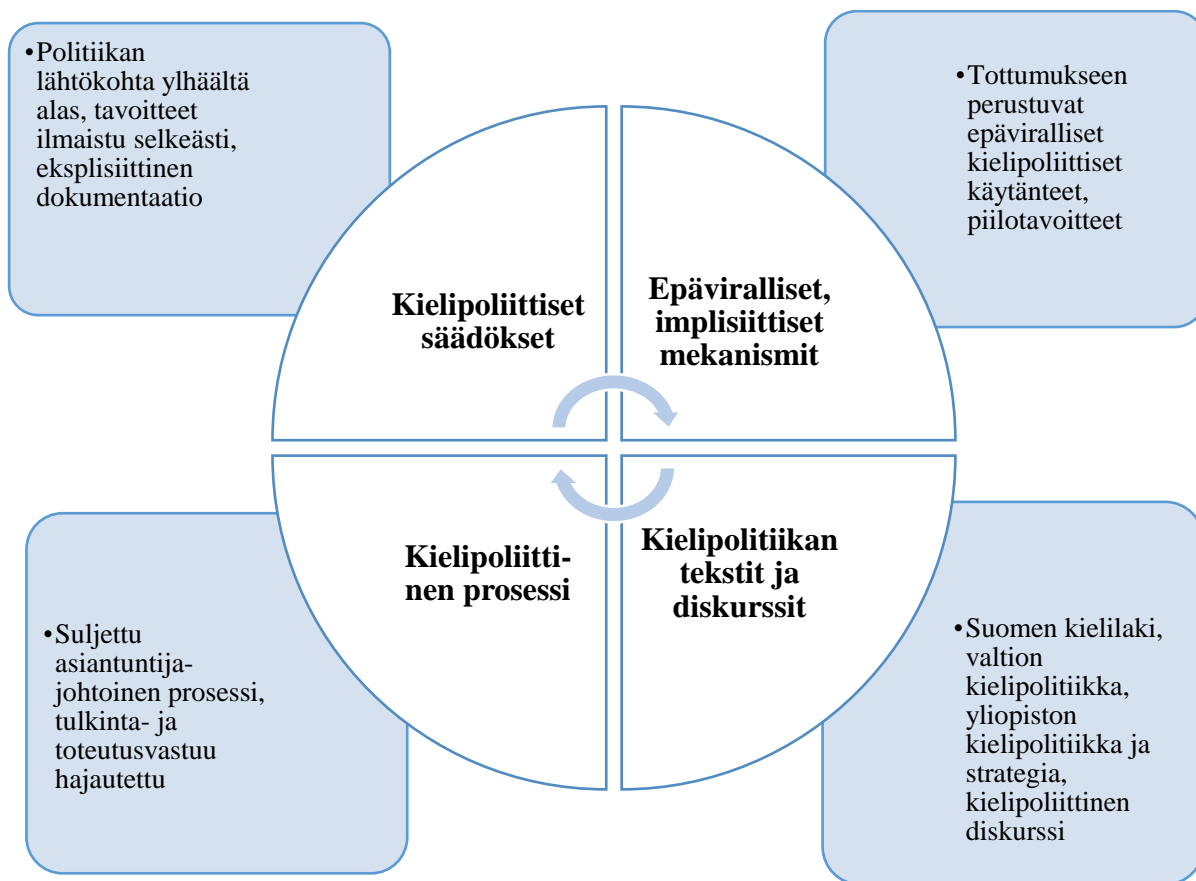 •Politiikan
lähtökohta ylhäältä
alas, tavoitteet
ilmaistu selkeästi,
eksplisiittinen
dokumentaatio
•Tottumukseen
perustuvat
epäviralliset
kielipoliittiset
käytänteet,
piilotavoitteet
Kielipoliittiset
säädökset
Epäviralliset,
implisiittiset
mekanismit
Kielipoliitti-
nen prosessi
Kielipolitiikan
tekstit ja
diskurssit
•Suljettu
asiantuntija-
johtoinen prosessi,
tulkinta- ja
toteutusvastuu
hajautettu
•Suomen kielilaki,
valtion
kielipolitiikka,
yliopiston
kielipolitiikka ja
strategia,
kielipoliittinen
diskurssi